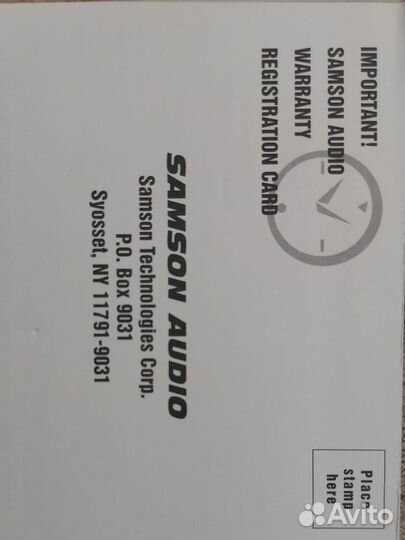 IMPORTANT!
SAMSON AUDIO
WARRANTY
REGISTRATION CARD
Place
stamp
here
SAMSON AUDIO
Samson Technologies Corp.
P.O. Box 9031
Syosset, NY 11791-9031
Avito